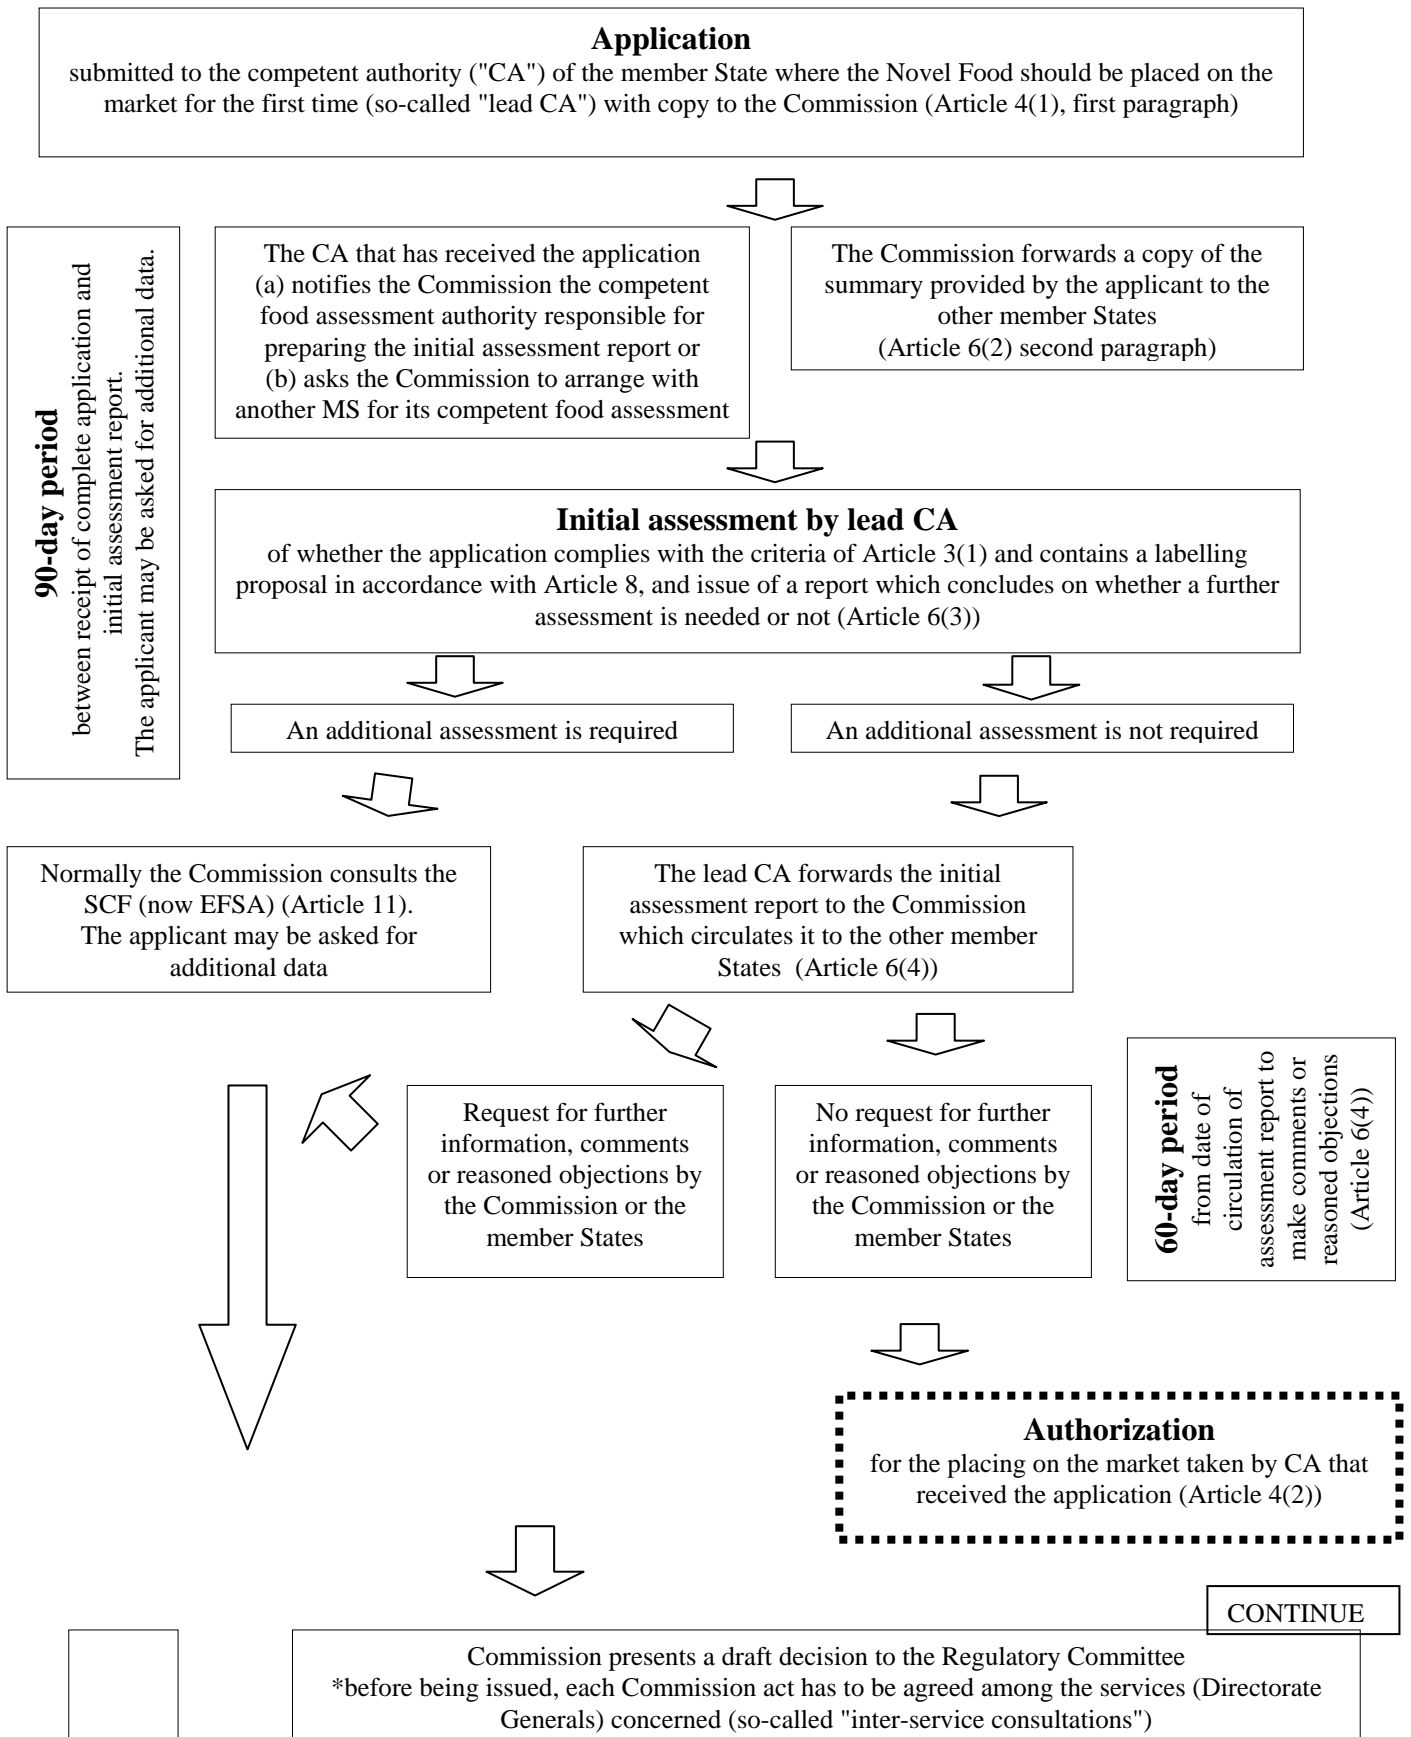 Application
submitted to the competent authority ("CA") of the member State where the Novel Food should be placed on the
market for the first time (so-called "lead CA") with copy to the Commission (Article 4(1), first paragraph)
90-day period
between receipt of complete application and
initial assessment report.
The applicant may be asked for additional data.
The CA that has received the application
(a) notifies the Commission the competent
food assessment authority responsible for
preparing the initial assessment report or
(b) asks the Commission to arrange with
another MS for its competent food assessment
The Commission forwards a copy of the
summary provided by the applicant to the
other member States
(Article 6(2) second paragraph)
Initial assessment by lead CA
of whether the application complies with the criteria of Article 3(1) and contains a labelling
proposal in accordance with Article 8, and issue of a report which concludes on whether a further
assessment is needed or not (Article 6(3))
An additional assessment is required
An additional assessment is not required
Normally the Commission consults the
SCF (now EFSA) (Article 11).
The applicant may be asked for
additional data
The lead CA forwards the initial
assessment report to the Commission
which circulates it to the other member
States (Article 6(4))
Request for further
information, comments
or reasoned objections by
the Commission or the
member States
No request for further
information, comments
or reasoned objections by
the Commission or the
member States
60-day period
from date of
circulation of
assessment report to
make comments or
reasoned objections
(Article 6(4))
Authorization
for the placing on the market taken by CA that
received the application (Article 4(2))
CONTINUE
Commission presents a draft decision to the Regulatory Committee
*before being issued, each Commission act has to be agreed among the services (Directorate
Generals) concerned (so-called "inter-service consultations")